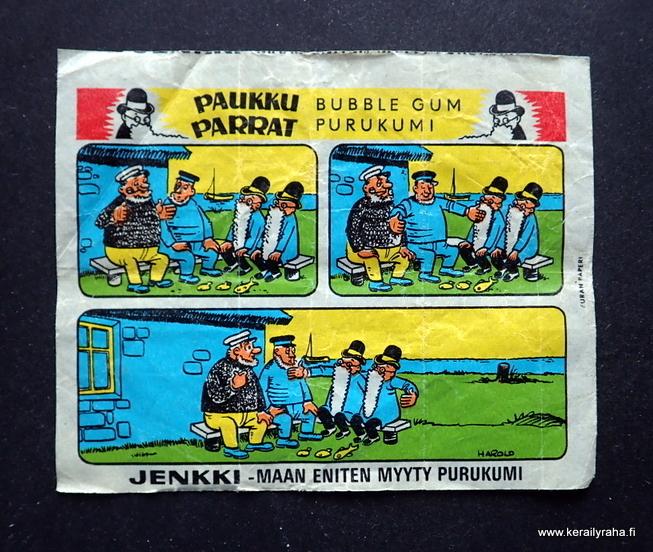 PAUKKU BUBBLE GUM
PARRAT PURUKUMI
HAROLD
JENKKI -MAAN ENITEN MYYTY PURUKUMI
www.kerailyraha.fi